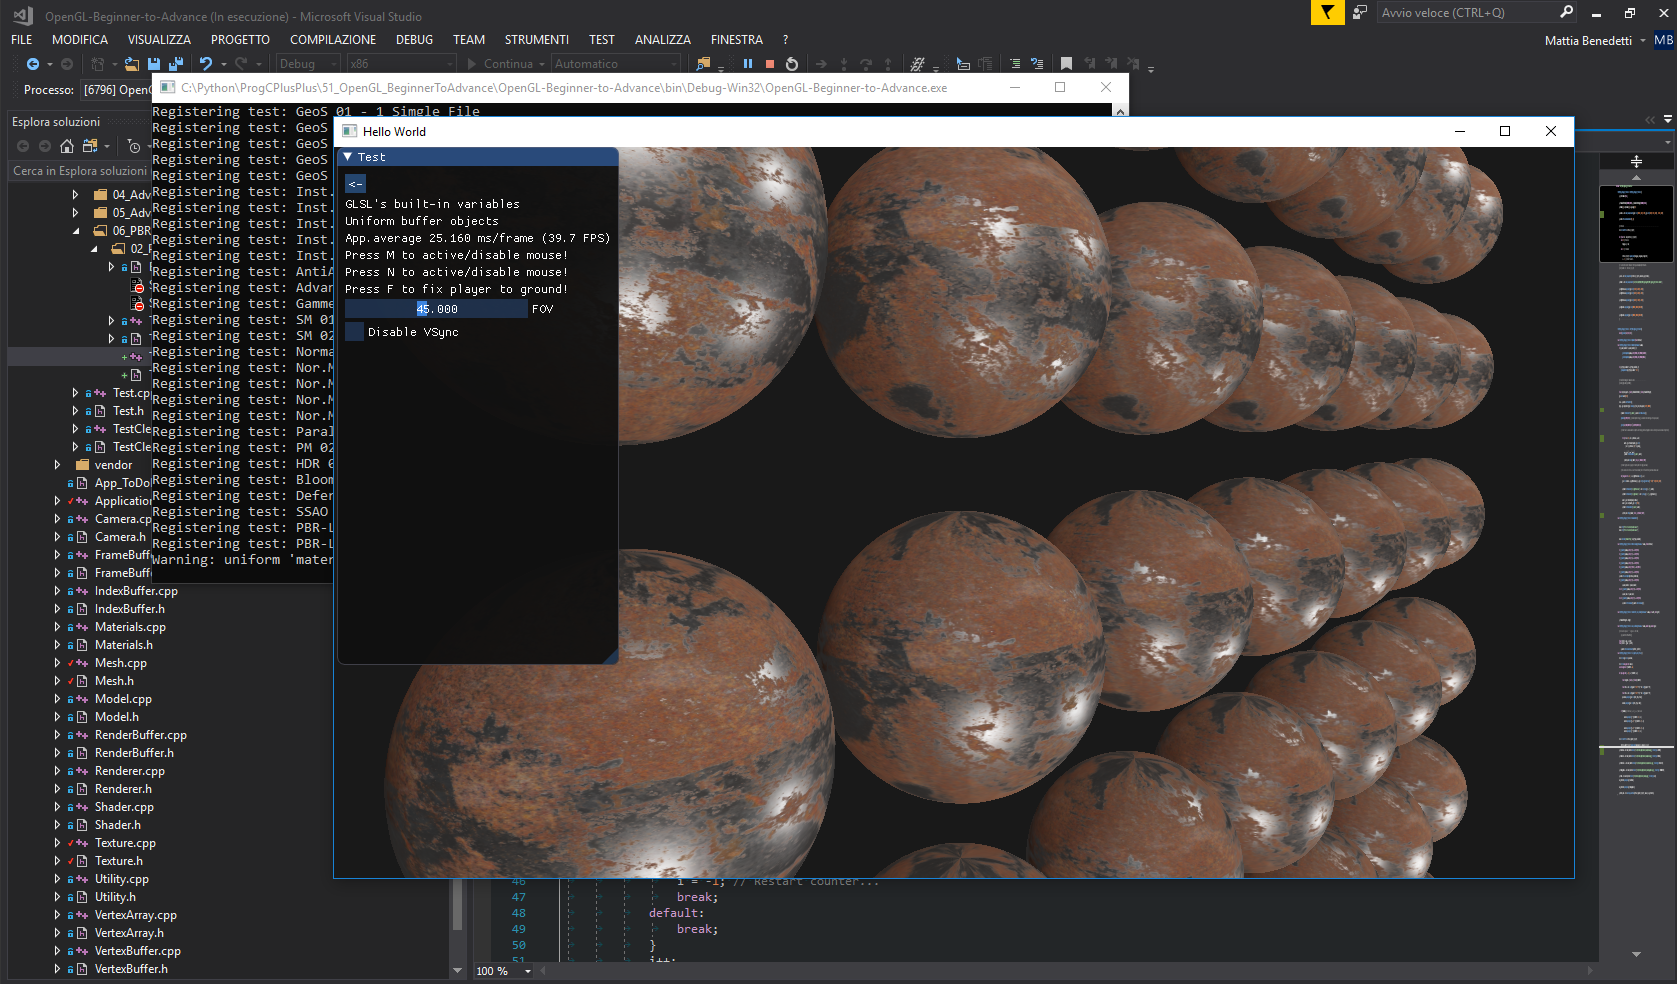 OpenGL-Beginner-to-Advance (In esecuzione) - Microsoft Visual Studio
Avvio veloce (CTRL+Q)
FILE MODIFICA VISUALIZZA PROGETTO COMPILAZIONE DEBUG TEAM STRUMENTI TEST ANALIZZA FINESTRA ?
Mattia Benedetti MB
Debug x86 Continua Automatico
Processo: [6796] OpenG
C:\Python\ProgCPlusPlus\51_OpenGL_BeginnerToAdvance\OpenGL-Beginner-to-Advance\bin\Debug-Win32\OpenGL-Beginner-to-Advance.exe
Registering test: GeoS 01 - 1 Simgle File
Registering test: GeoS
Registering test: GeoS
Registering test: GeoS
Registering test: GeoS
Registering test: Inst.
Registering test: Inst.
Registering test: Inst.
Registering test: Inst.
Registering test: Inst.
Registering test: AntiA
Registering test: Advan
Registering test: Gamme
Registering test: SM 01
Registering test: SM 02
Registering test: Norma
Registering test: Nor.M
Registering test: Nor.M
Registering test: Nor.M
Registering test: Nor.M
Registering test: Paral
Registering test: PM 02
Registering test: HDR 0
Registering test: Bloom
Registering test: Defer
Registering test: SSAO
Registering test: PBR-L
Registering test: PBR-L
Warning: uniform 'mater
Hello World
Test
<-
GLSL's built-in variables
Uniform buffer objects
App.average 25.160 ms/frame (39.7 FPS)
Press M to active/disable mouse!
Press N to active/disable mouse!
Press F to fix player to ground!
45.000 FOV
Disable VSync
Esplora soluzioni
Cerca in Esplora soluzioni
04_Adv
05_Adv
06_PBR
02_P
Test.cp
Test.h
TestCle
TestCle
vendor
App_ToDo
Application
Camera.cp
Camera.h
FrameBuff
FrameBuff
IndexBuffer.cpp
IndexBuffer.h
Materials.cpp
Materials.h
Mesh.cpp
Mesh.h
Model.cpp
Model.h
RenderBuffer.cpp
RenderBuffer.h
Renderer.cpp
Renderer.h
Shader.cpp
Shader.h
Texture.cpp
Texture.h
Utility.cpp
Utility.h
VertexArray.cpp
VertexArray.h
VertexBuffer.cpp
VertexBuffer.h
46 i = -1; // Restart counter...
47 break;
48 default:
49 break;
50 }
51 i++;
100 %